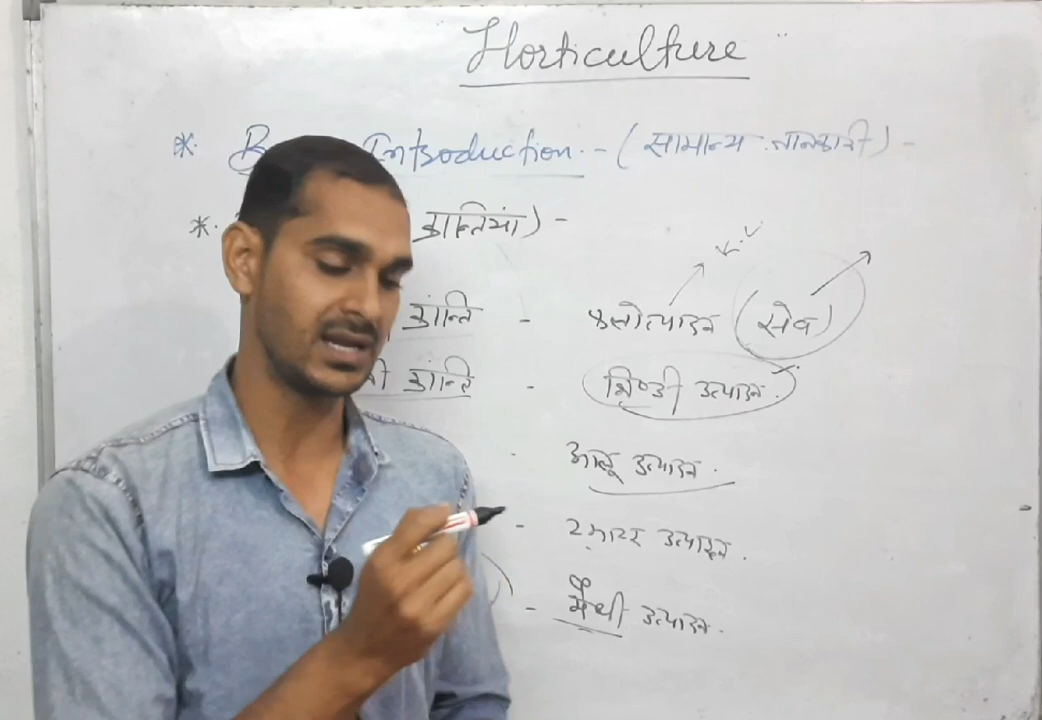 Horticulture
* Introduction - (सामान्य जानकारी) -
* क्रान्तियां) -
क्रांति - फलोत्पादन (सेव)
क्रांति - भिण्डी उत्पादन.
- आलू उत्पादन.
- टमाटर उत्पादन.
- मैथी उत्पादन.